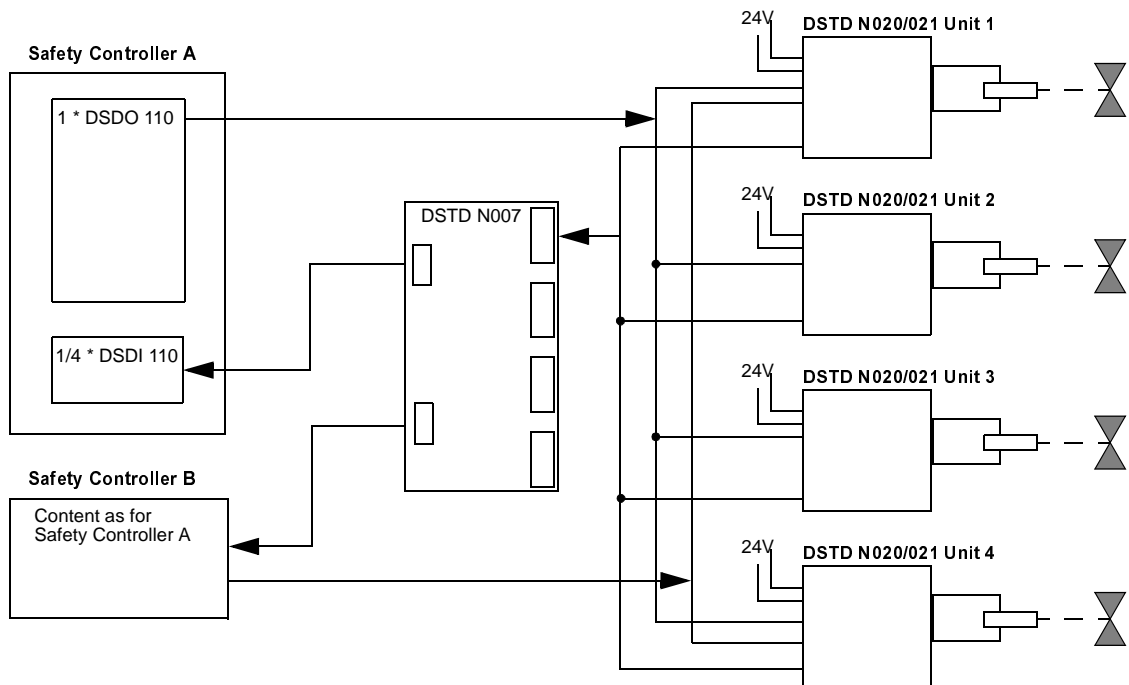 Safety Controller A
1 * DSDO 110
1/4 * DSDI 110
Safety Controller B
Content as for
Safety Controller A
DSTD N007
24V
DSTD N020/021 Unit 1
24V
DSTD N020/021 Unit 2
24V
DSTD N020/021 Unit 3
24V
DSTD N020/021 Unit 4